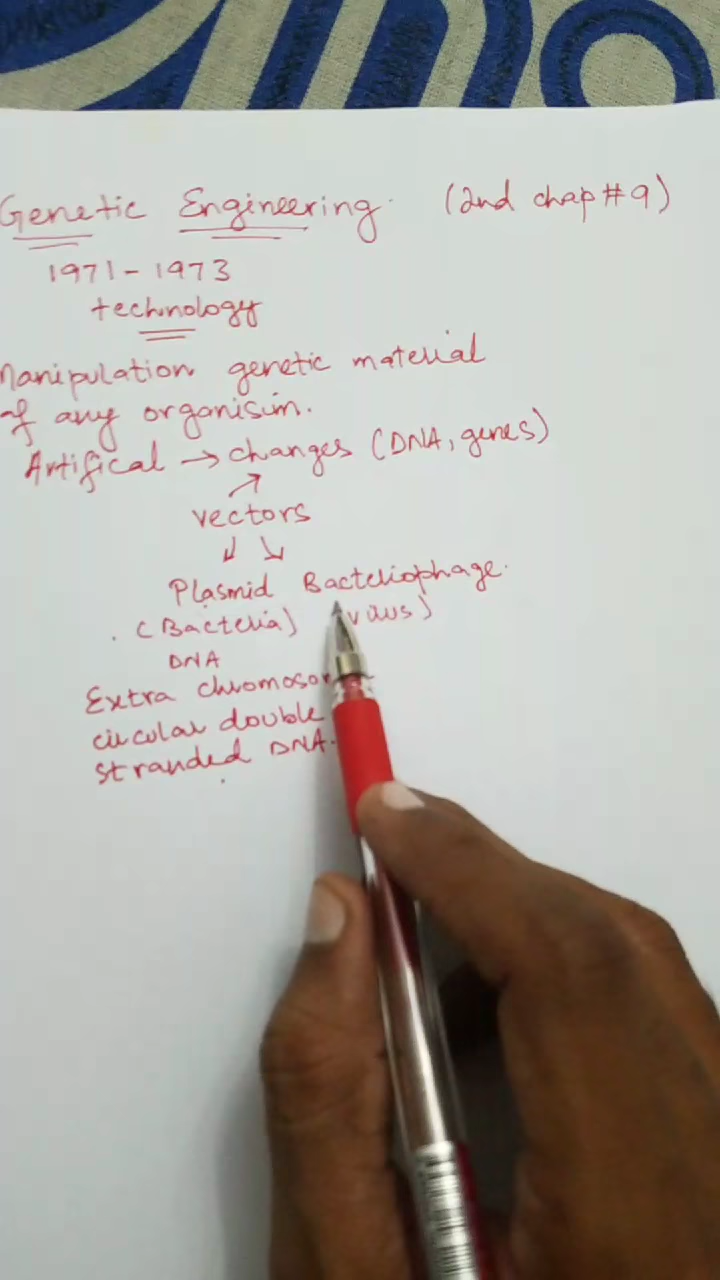 Genetic Engineering. (2nd chap # 9)
1971 - 1973
technology
Manipulation genetic material
of any organisim.
Artifical → changes (DNA, genes)
vectors
Plasmid Bacteriophage.
(Bacteria) virus)
DNA
Extra
circular double
stranded DNA.